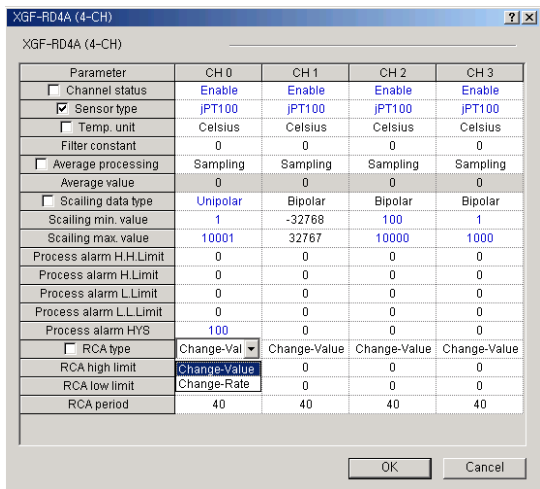 XGF-RD4A (4-CH)
XGF-RD4A (4-CH)
Parameter CH 0 CH 1 CH 2 CH 3
Channel status Enable Enable Enable Enable
Sensor type jPT100 jPT100 jPT100 jPT100
Temp. unit Celsius Celsius Celsius Celsius
Filter constant 0 0 0 0
Average processing Sampling Sampling Sampling Sampling
Average value 0 0 0 0
Scailing data type Unipolar Bipolar Bipolar Bipolar
Scailing min. value 1 -32768 100 1
Scailing max. value 10001 32767 10000 1000
Process alarm H.H.Limit 0 0 0 0
Process alarm H.Limit 0 0 0 0
Process alarm L.Limit 0 0 0 0
Process alarm L.L.Limit 0 0 0 0
Process alarm HYS 100 0 0 0
RCA type Change-Val Change-Value Change-Value Change-Value
RCA high limit Change-Value 0 0 0
RCA low limit Change-Rate 0 0 0
RCA period 40 40 40 40
OK Cancel